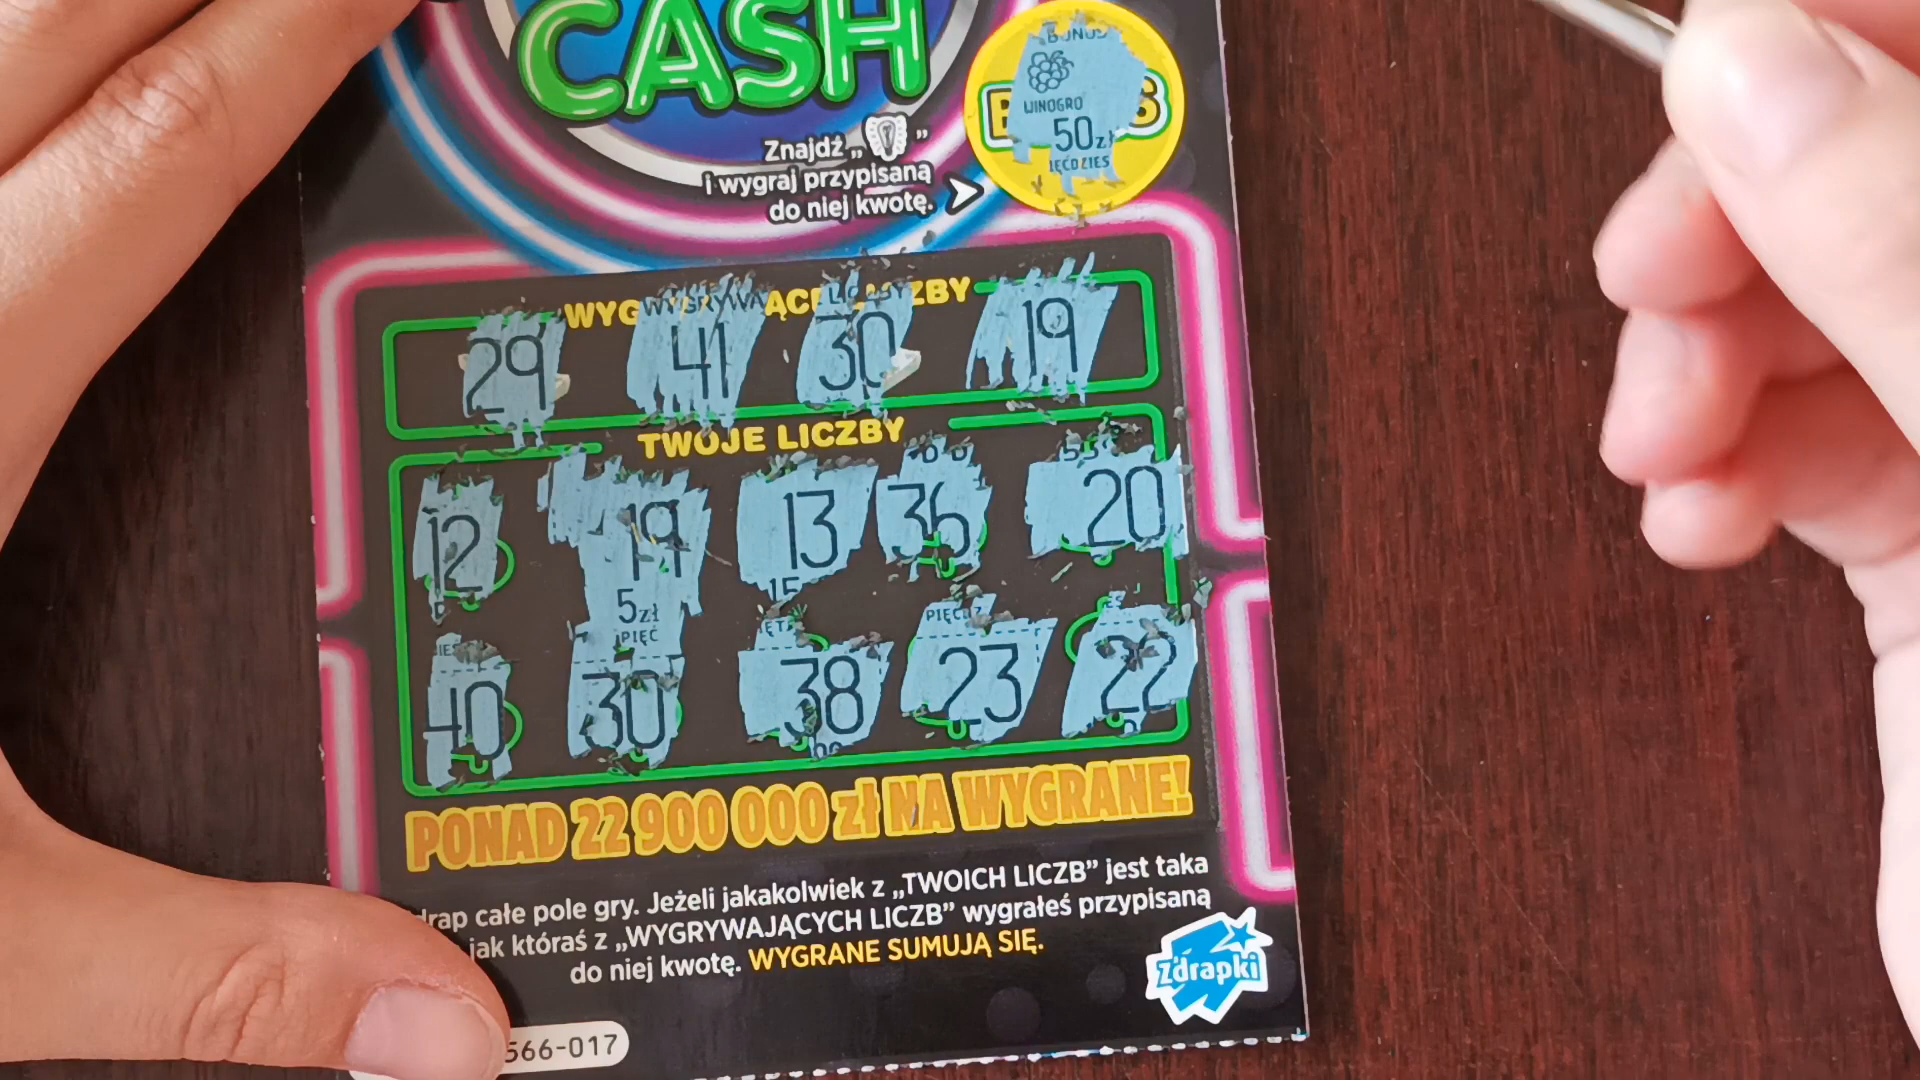 CASH
Znajdź „ ”
i wygraj przypisaną
do niej kwotę.
BONUS
WINOGRO
50zł
WYGRYWAJĄCE LICZBY
29 41 30 19
TWOJE LICZBY
12 19 13 36 20
5zł
PIĘĆ
40 30 38 23 22
PONAD 22 900 000 zł NA WYGRANE!
całe pole gry. Jeżeli jakakolwiek z „TWOICH LICZB” jest taka
jak któraś z „WYGRYWAJĄCYCH LICZB” wygrałeś przypisaną
do niej kwotę. WYGRANE SUMUJĄ SIĘ.
zdrapki
566-017